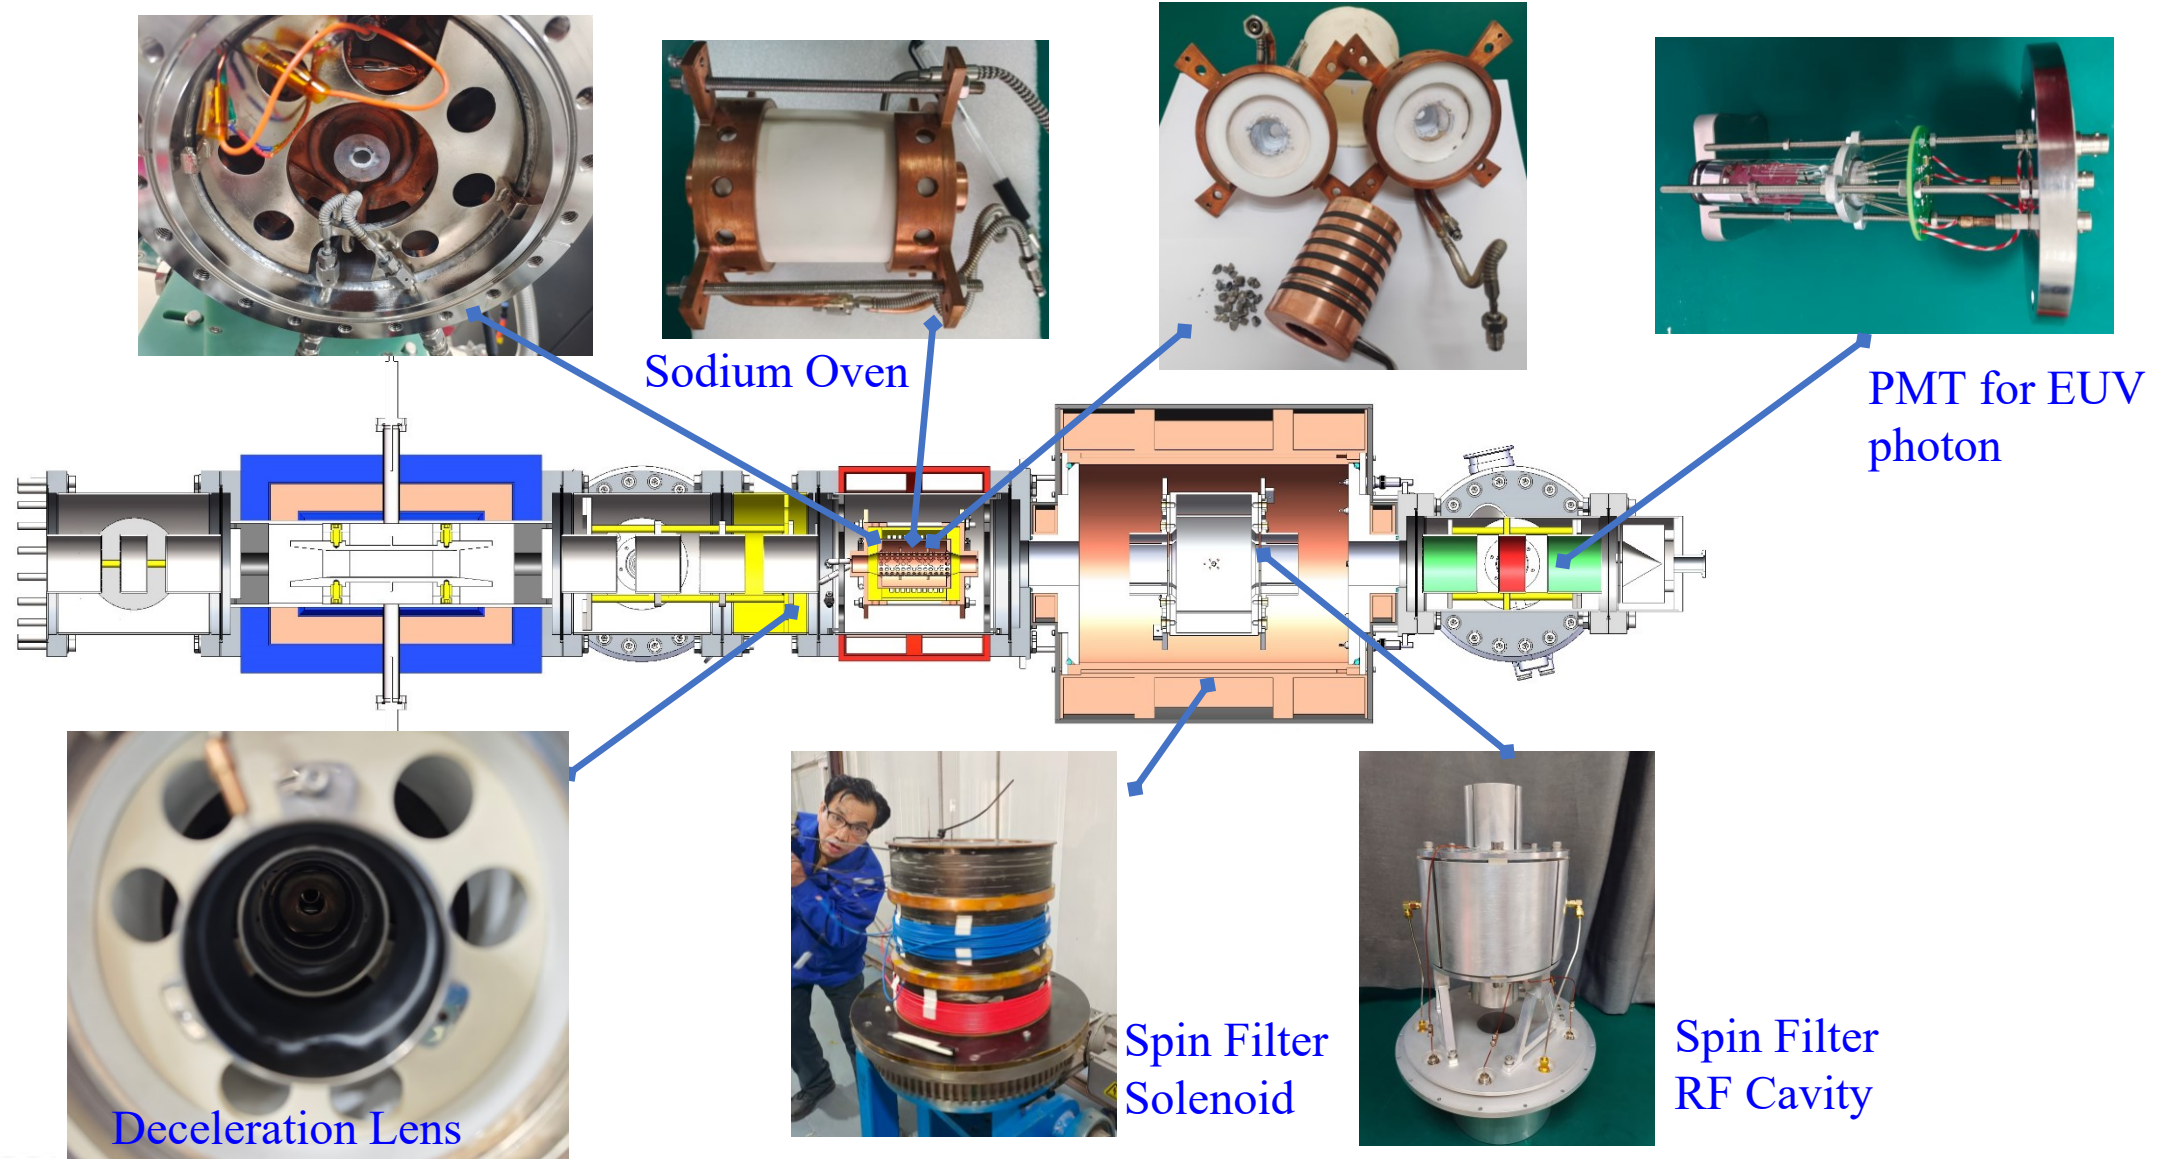 Sodium Oven
PMT for EUV
photon
Deceleration Lens
Spin Filter
Solenoid
Spin Filter
RF Cavity